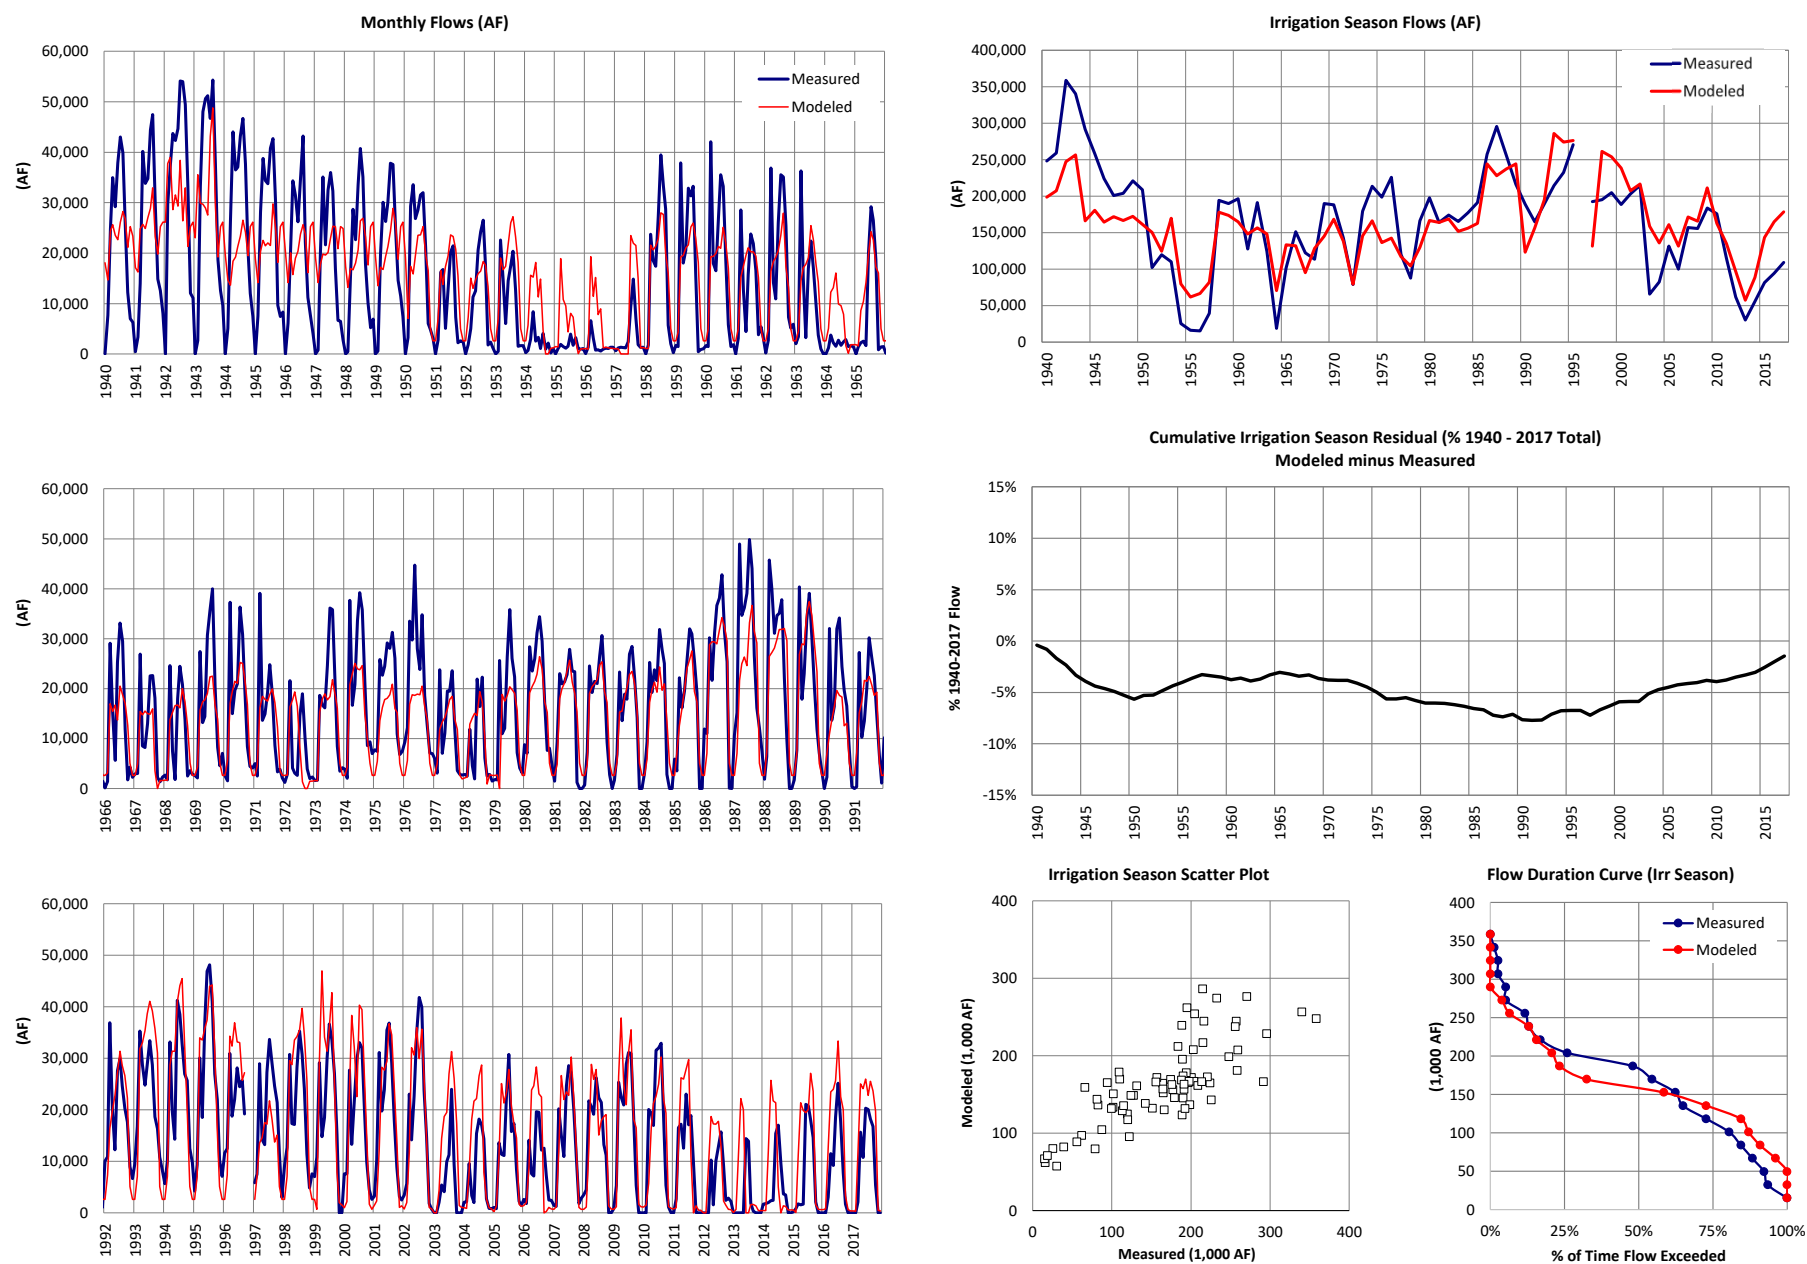 Monthly Flows (AF)
60,000
50,000
40,000
30,000
20,000
10,000
0
(AF)
Measured
Modeled
1940 1941 1942 1943 1944 1945 1946 1947 1948 1949 1950 1951 1952 1953 1954 1955 1956 1957 1958 1959 1960 1961 1962 1963 1964 1965
Irrigation Season Flows (AF)
400,000
350,000
300,000
250,000
200,000
150,000
100,000
50,000
0
(AF)
Measured
Modeled
1940 1945 1950 1955 1960 1965 1970 1975 1980 1985 1990 1995 2000 2005 2010 2015
60,000
50,000
40,000
30,000
20,000
10,000
0
(AF)
1966 1967 1968 1969 1970 1971 1972 1973 1974 1975 1976 1977 1978 1979 1980 1981 1982 1983 1984 1985 1986 1987 1988 1989 1990 1991
Cumulative Irrigation Season Residual (% 1940 - 2017 Total)
Modeled minus Measured
15%
10%
5%
0%
-5%
-10%
-15%
% 1940-2017 Flow
1940 1945 1950 1955 1960 1965 1970 1975 1980 1985 1990 1995 2000 2005 2010 2015
60,000
50,000
40,000
30,000
20,000
10,000
0
(AF)
1992 1993 1994 1995 1996 1997 1998 1999 2000 2001 2002 2003 2004 2005 2006 2007 2008 2009 2010 2011 2012 2013 2014 2015 2016 2017
Irrigation Season Scatter Plot
400
300
200
100
0
Modeled (1,000 AF)
0 100 200 300 400
Measured (1,000 AF)
Flow Duration Curve (Irr Season)
400
350
300
250
200
150
100
50
0
(1,000 AF)
Measured
Modeled
0% 25% 50% 75% 100%
% of Time Flow Exceeded